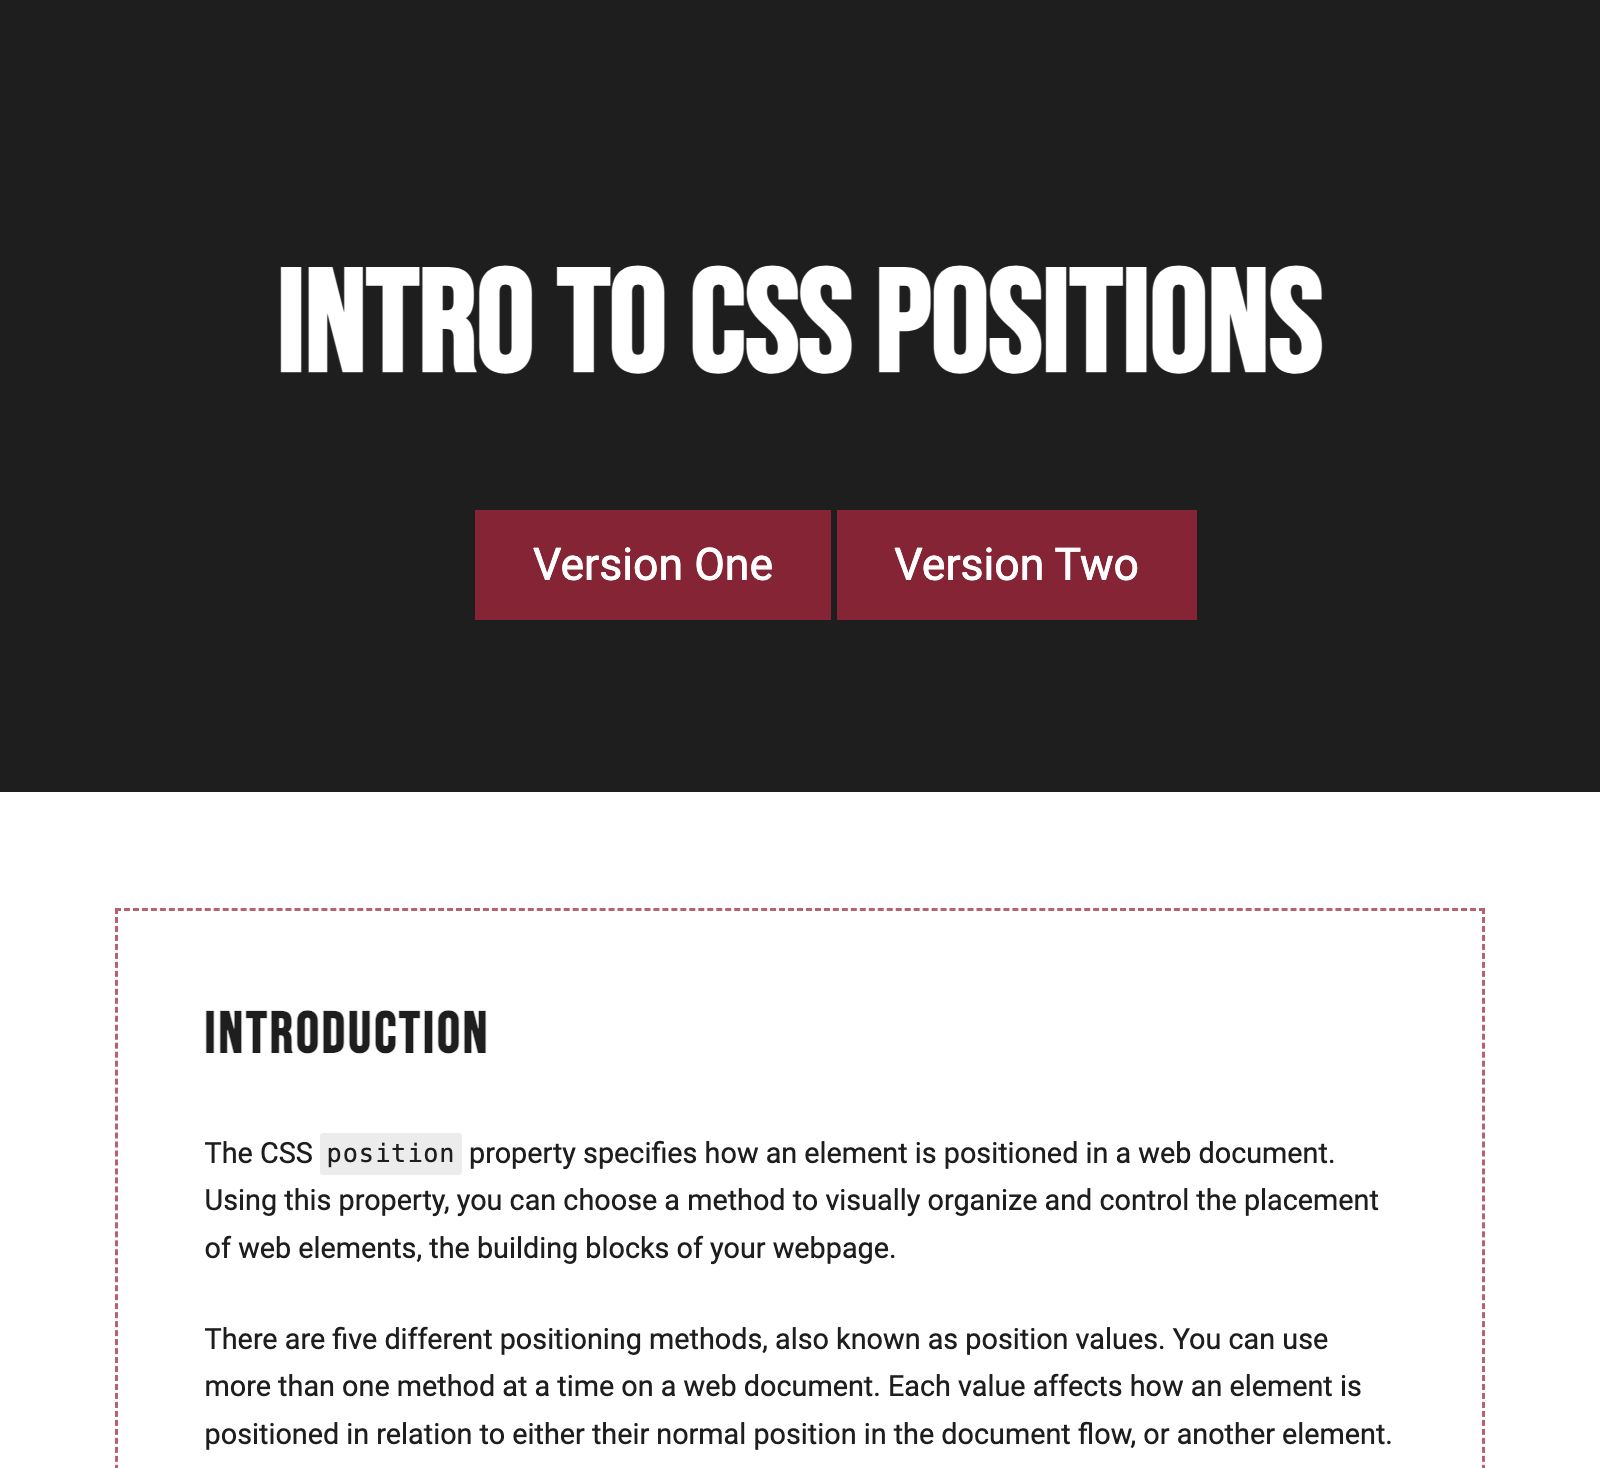 INTRO TO CSS POSITIONS
Version One
Version Two
INTRODUCTION
The CSS position property specifies how an element is positioned in a web document.
Using this property, you can choose a method to visually organize and control the placement
of web elements, the building blocks of your webpage.
There are five different positioning methods, also known as position values. You can use
more than one method at a time on a web document. Each value affects how an element is
positioned in relation to either their normal position in the document flow, or another element.